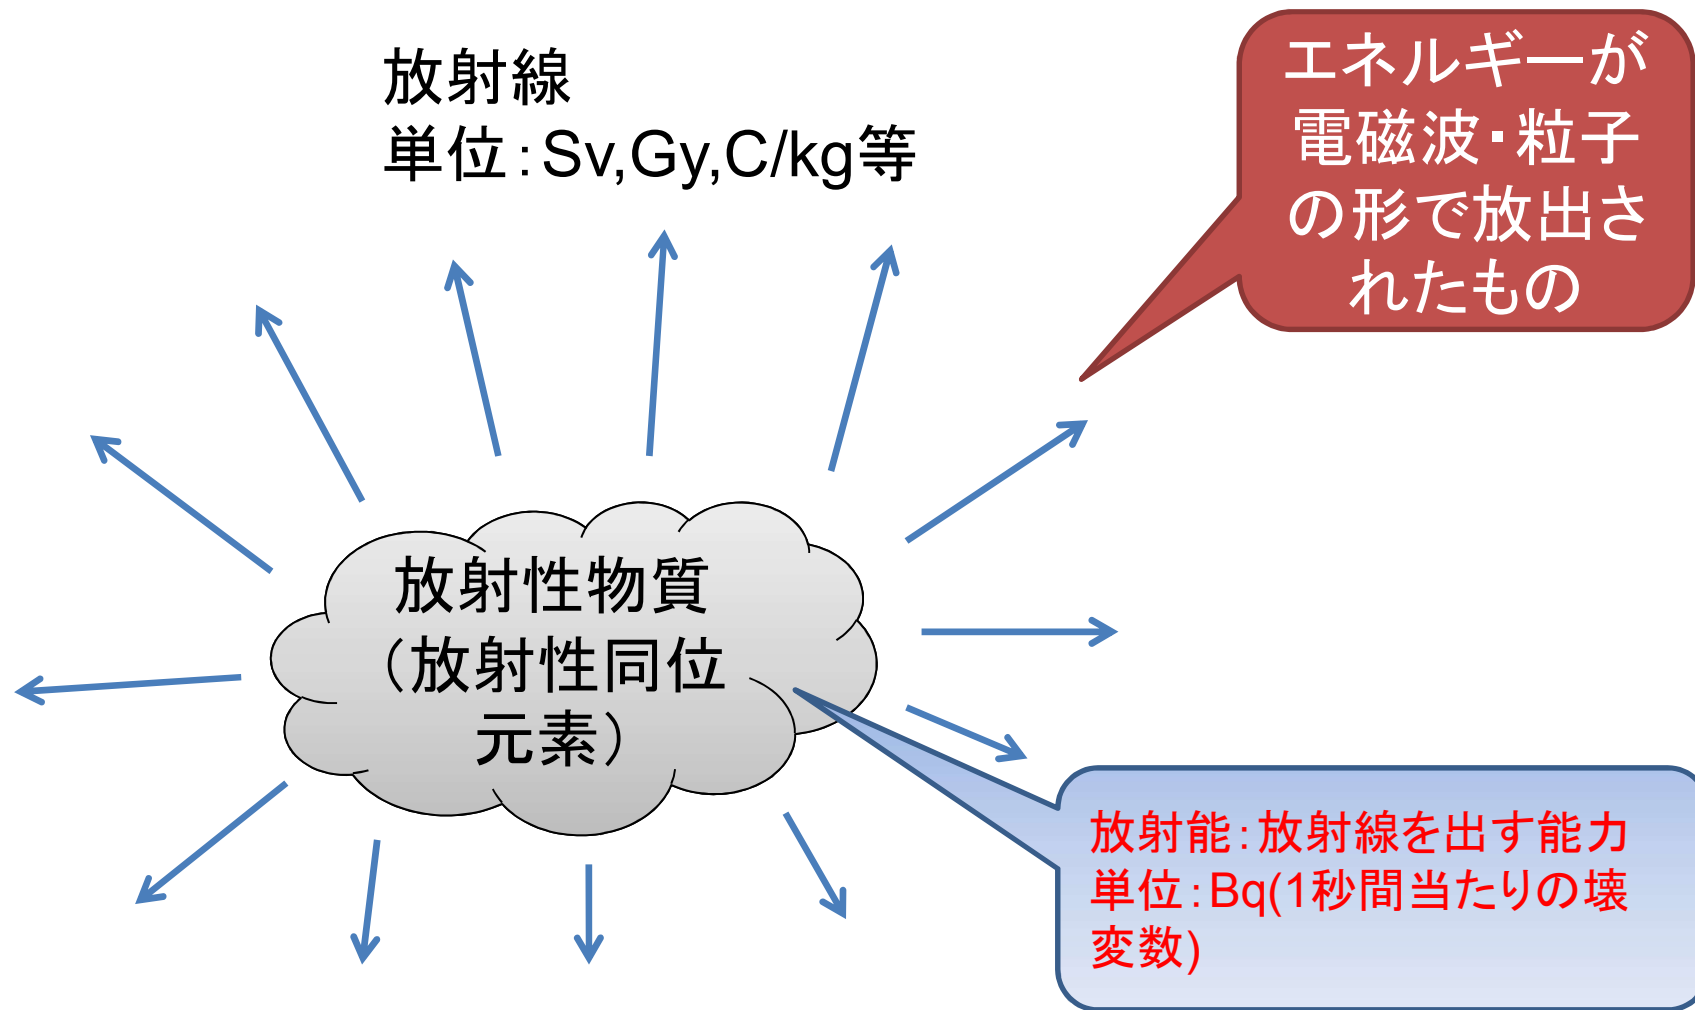 放射線
単位：Sv,Gy,C/kg等
エネルギーが
電磁波・粒子
の形で放出さ
れたもの
放射性物質
（放射性同位
元素）
放射能：放射線を出す能力
単位：Bq(1秒間当たりの壊
変数)